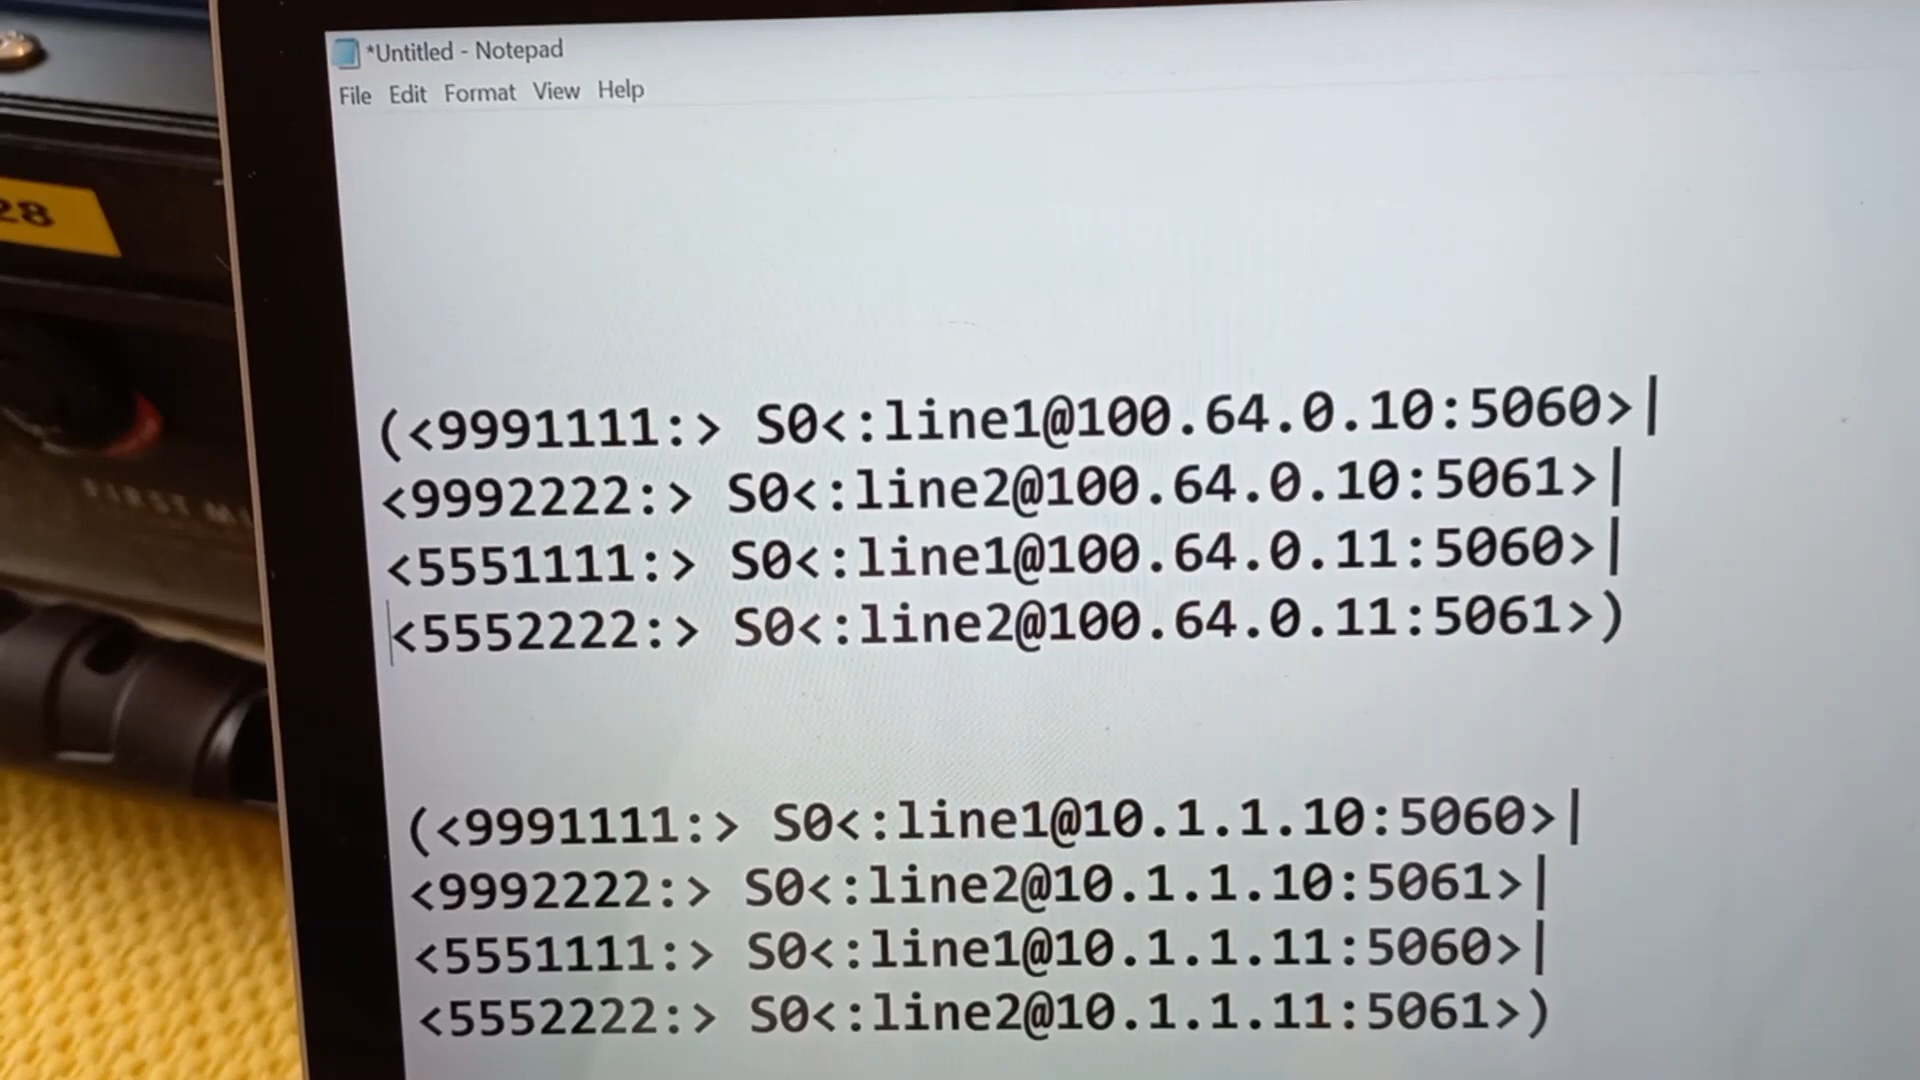 *Untitled - Notepad
File Edit Format View Help
28
FIRST
(<9991111:> S0<:line1@100.64.0.10:5060>|
<9992222:> S0<:line2@100.64.0.10:5061>|
<5551111:> S0<:line1@100.64.0.11:5060>|
<5552222:> S0<:line2@100.64.0.11:5061>)
(<9991111:> S0<:line1@10.1.1.10:5060>|
<9992222:> S0<:line2@10.1.1.10:5061>|
<5551111:> S0<:line1@10.1.1.11:5060>|
<5552222:> S0<:line2@10.1.1.11:5061>)